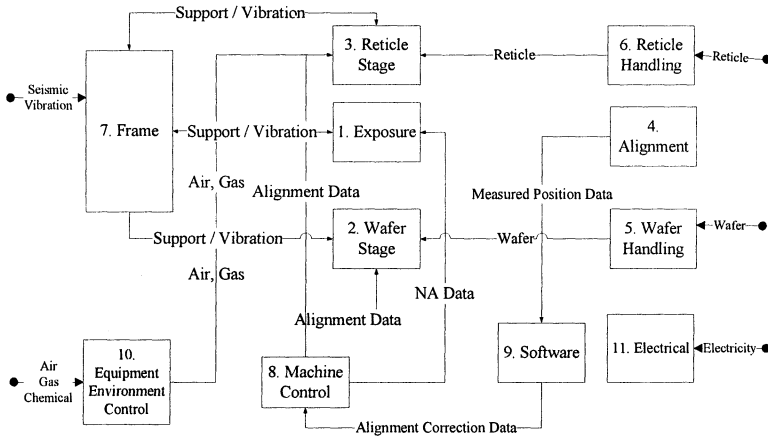 Support / Vibration
3. Reticle
Stage
Reticle
6. Reticle
Handling
Reticle
Seismic
Vibration
7. Frame
Support / Vibration
1. Exposure
4.
Alignment
Air, Gas
Alignment Data
Measured Position Data
Support / Vibration
2. Wafer
Stage
Wafer
5. Wafer
Handling
Wafer
Air, Gas
NA Data
Alignment Data
Air
Gas
Chemical
10.
Equipment
Environment
Control
8. Machine
Control
9. Software
11. Electrical
Electricity
Alignment Correction Data